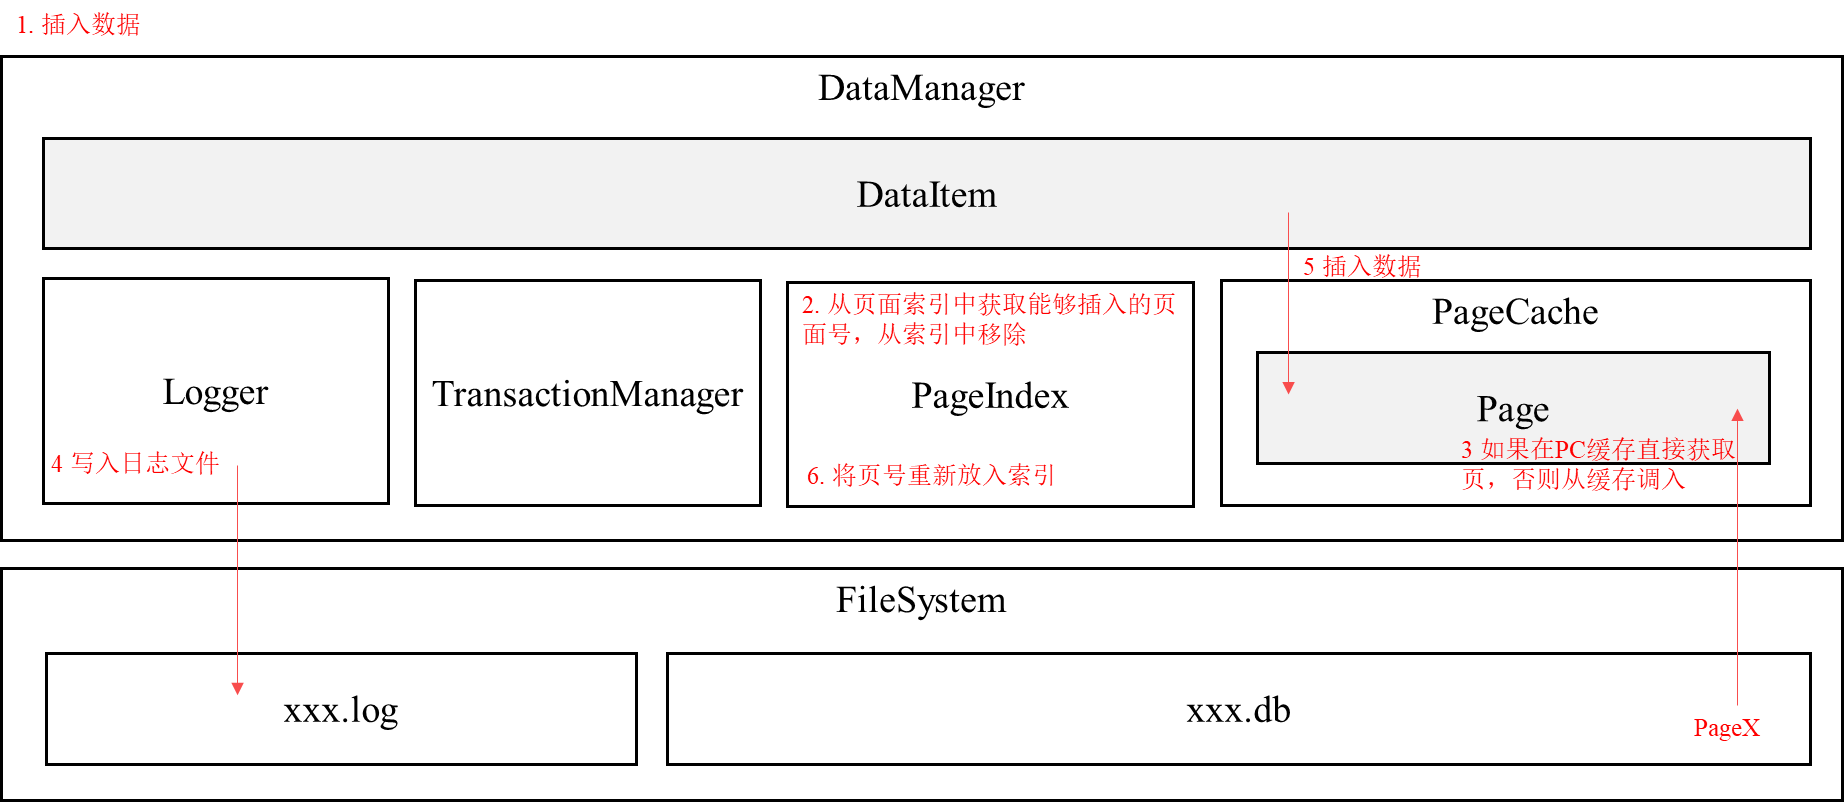 1. 插入数据
DataManager
DataItem
5 插入数据
2. 从页面索引中获取能够插入的页
面号，从索引中移除
PageCache
Logger
TransactionManager
PageIndex
Page
4 写入日志文件
6. 将页号重新放入索引
3 如果在PC缓存直接获取
页，否则从缓存调入
FileSystem
xxx.log
xxx.db
PageX